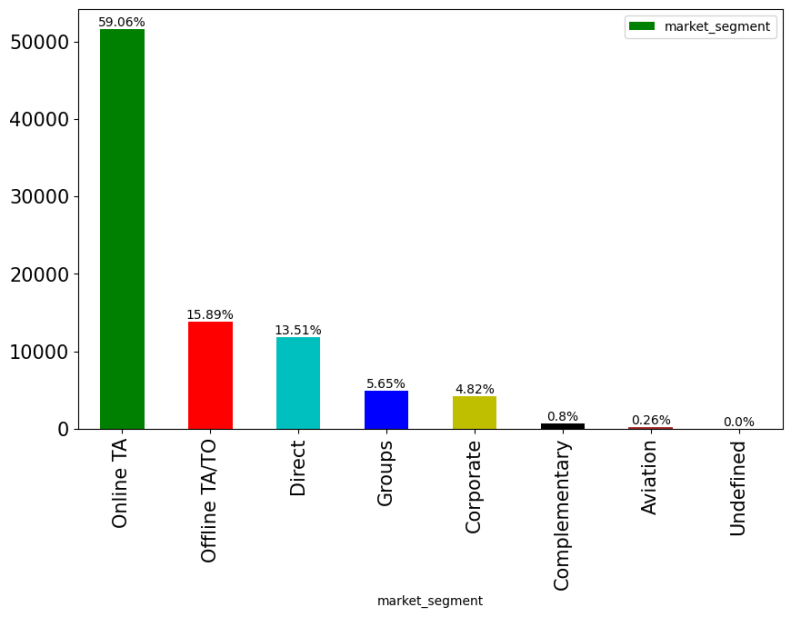 59.06%
market_segment
50000
40000
30000
20000
15.89%
13.51%
10000
5.65%
4.82%
0.8%
0.26%
0.0%
0
Online TA
Offline TA/TO
Direct
Groups
Corporate
Complementary
Aviation
Undefined
market_segment